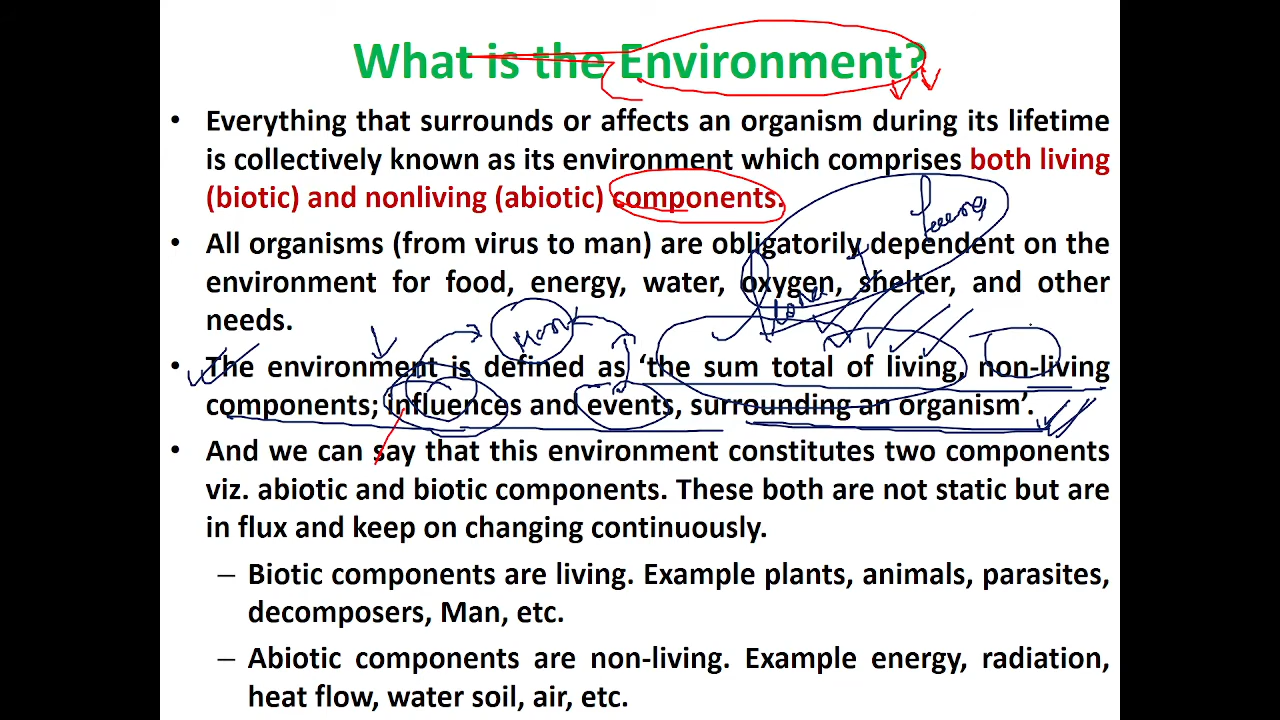 What is the Environment?
• Everything that surrounds or affects an organism during its lifetime
is collectively known as its environment which comprises both living
(biotic) and nonliving (abiotic) components.
• All organisms (from virus to man) are obligatorily dependent on the
environment for food, energy, water, oxygen, shelter, and other
needs.
Man
• The environment is defined as ‘the sum total of living, non-living
components; influences and events, surrounding an organism’.
• And we can say that this environment constitutes two components
viz. abiotic and biotic components. These both are not static but are
in flux and keep on changing continuously.
– Biotic components are living. Example plants, animals, parasites,
decomposers, Man, etc.
– Abiotic components are non-living. Example energy, radiation,
heat flow, water soil, air, etc.